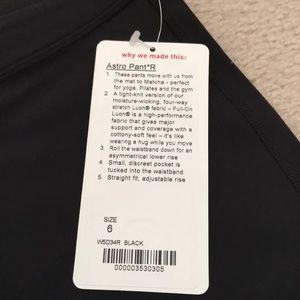 why we made this:
Astro Pant*R
1. These pants move with us from
the mat to Matcha - perfect
for yoga, Pilates and the gym
2. A tight-knit version of our
moisture-wicking, four-way
stretch Luon® fabric – Full-On
Luon® is a high-performance
fabric that gives major
support and coverage with a
cottony-soft feel – it's like
wearing a hug while you move
3. Roll the waistband down for an
asymmetrical lower rise
4. Small, discreet pocket is
tucked into the waistband
5. Straight fit, adjustable rise
SIZE
6
W5D34R BLACK
000003530305